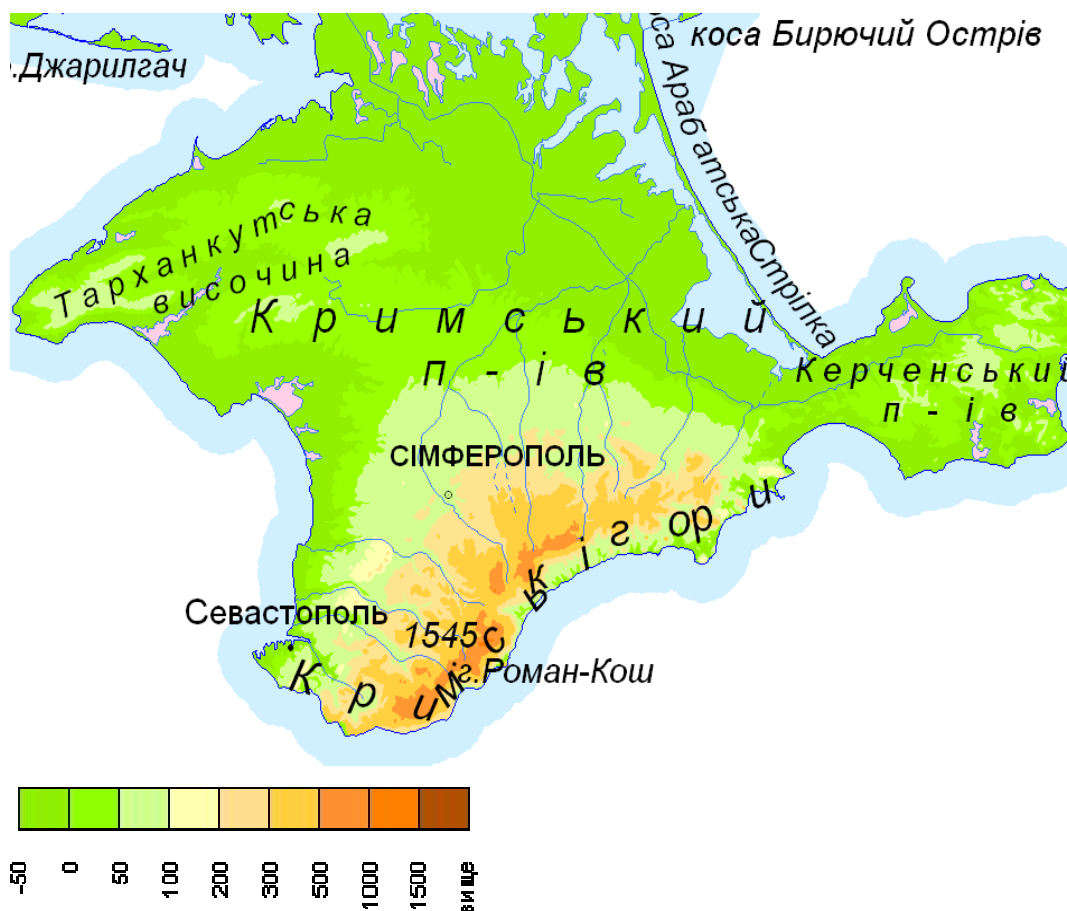 коса Бирючий Острів
.Джарилгач
оса Арабатська Стрілка
Тарханкутська
височина
Кримський
п-ів
Керченський
п-ів
СІМФЕРОПОЛЬ
Севастополь
1545
г.Роман-Кош
Кримські гори
-50 0 50 100 200 300 500 1000 1500 вище